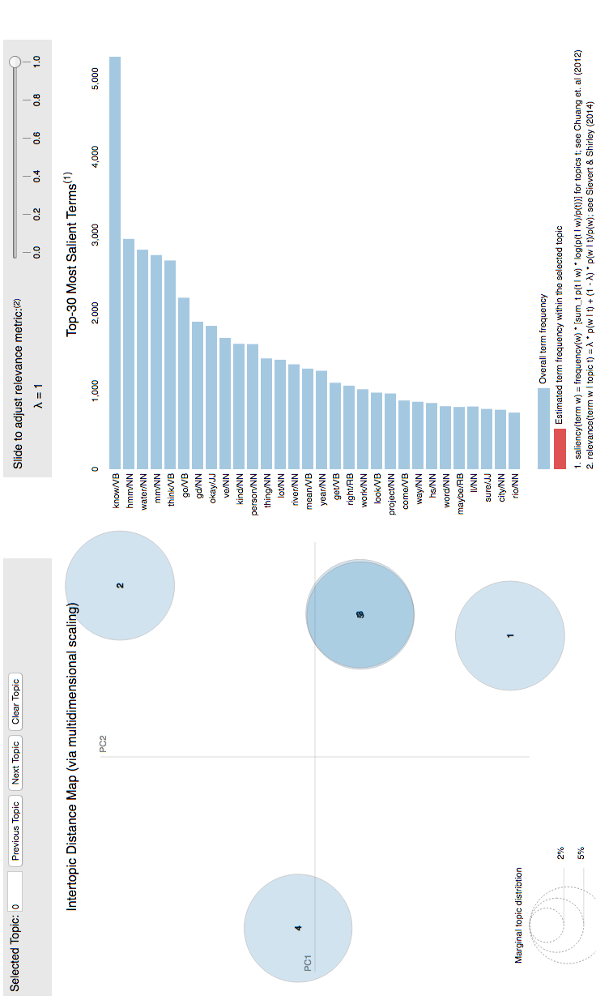 Selected Topic: 0 Previous Topic Next Topic Clear Topic
Slide to adjust relevance metric:(2)
λ = 1
0.0 0.2 0.4 0.6 0.8 1.0
Intertopic Distance Map (via multidimensional scaling)
PC2
PC1
2
1
4
Marginal topic distribtion
2%
5%
Top-30 Most Salient Terms(1)
0 1,000 2,000 3,000 4,000 5,000
know/VB
hmm/NN
water/NN
mm/NN
think/VB
go/VB
gd/NN
okay/JJ
ve/NN
kind/NN
person/NN
thing/NN
lot/NN
river/NN
mean/VB
year/NN
get/VB
right/RB
work/NN
look/VB
project/NN
come/VB
way/NN
hs/NN
word/NN
maybe/RB
ll/NN
sure/JJ
city/NN
rio/NN
Overall term frequency
Estimated term frequency within the selected topic
1. saliency(term w) = frequency(w) * [sum_t p(t | w) * log(p(t | w)/p(t))] for topics t; see Chuang et. al (2012)
2. relevance(term w | topic t) = λ * p(w | t) + (1 - λ) * p(w | t)/p(w); see Sievert & Shirley (2014)